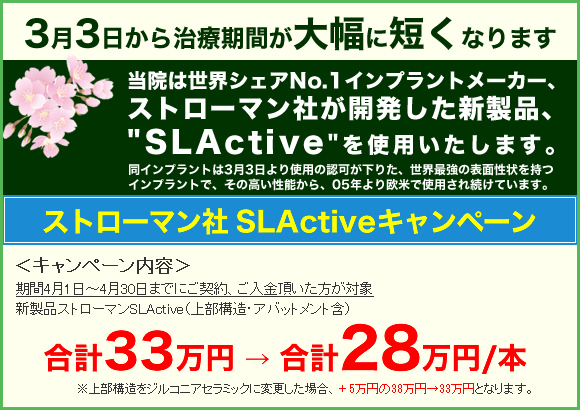 3月3日から治療期間が大幅に短くなります
当院は世界シェアNo.1インプラントメーカー、
ストローマン社が開発した新製品、
"SLActive"を使用いたします。
同インプラントは3月3日より使用の認可が下りた、世界最強の表面性状を持つ
インプラントで、その高い性能から、05年より欧米で使用され続けています。
ストローマン社 SLActiveキャンペーン
＜キャンペーン内容＞
期間4月1日～4月30日までにご契約、ご入金頂いた方が対象
新製品ストローマンSLActive（上部構造・アバットメント含）
合計33万円 → 合計28万円/本
※上部構造をジルコニアセラミックに変更した場合、＋5万円の38万円→33万円となります。